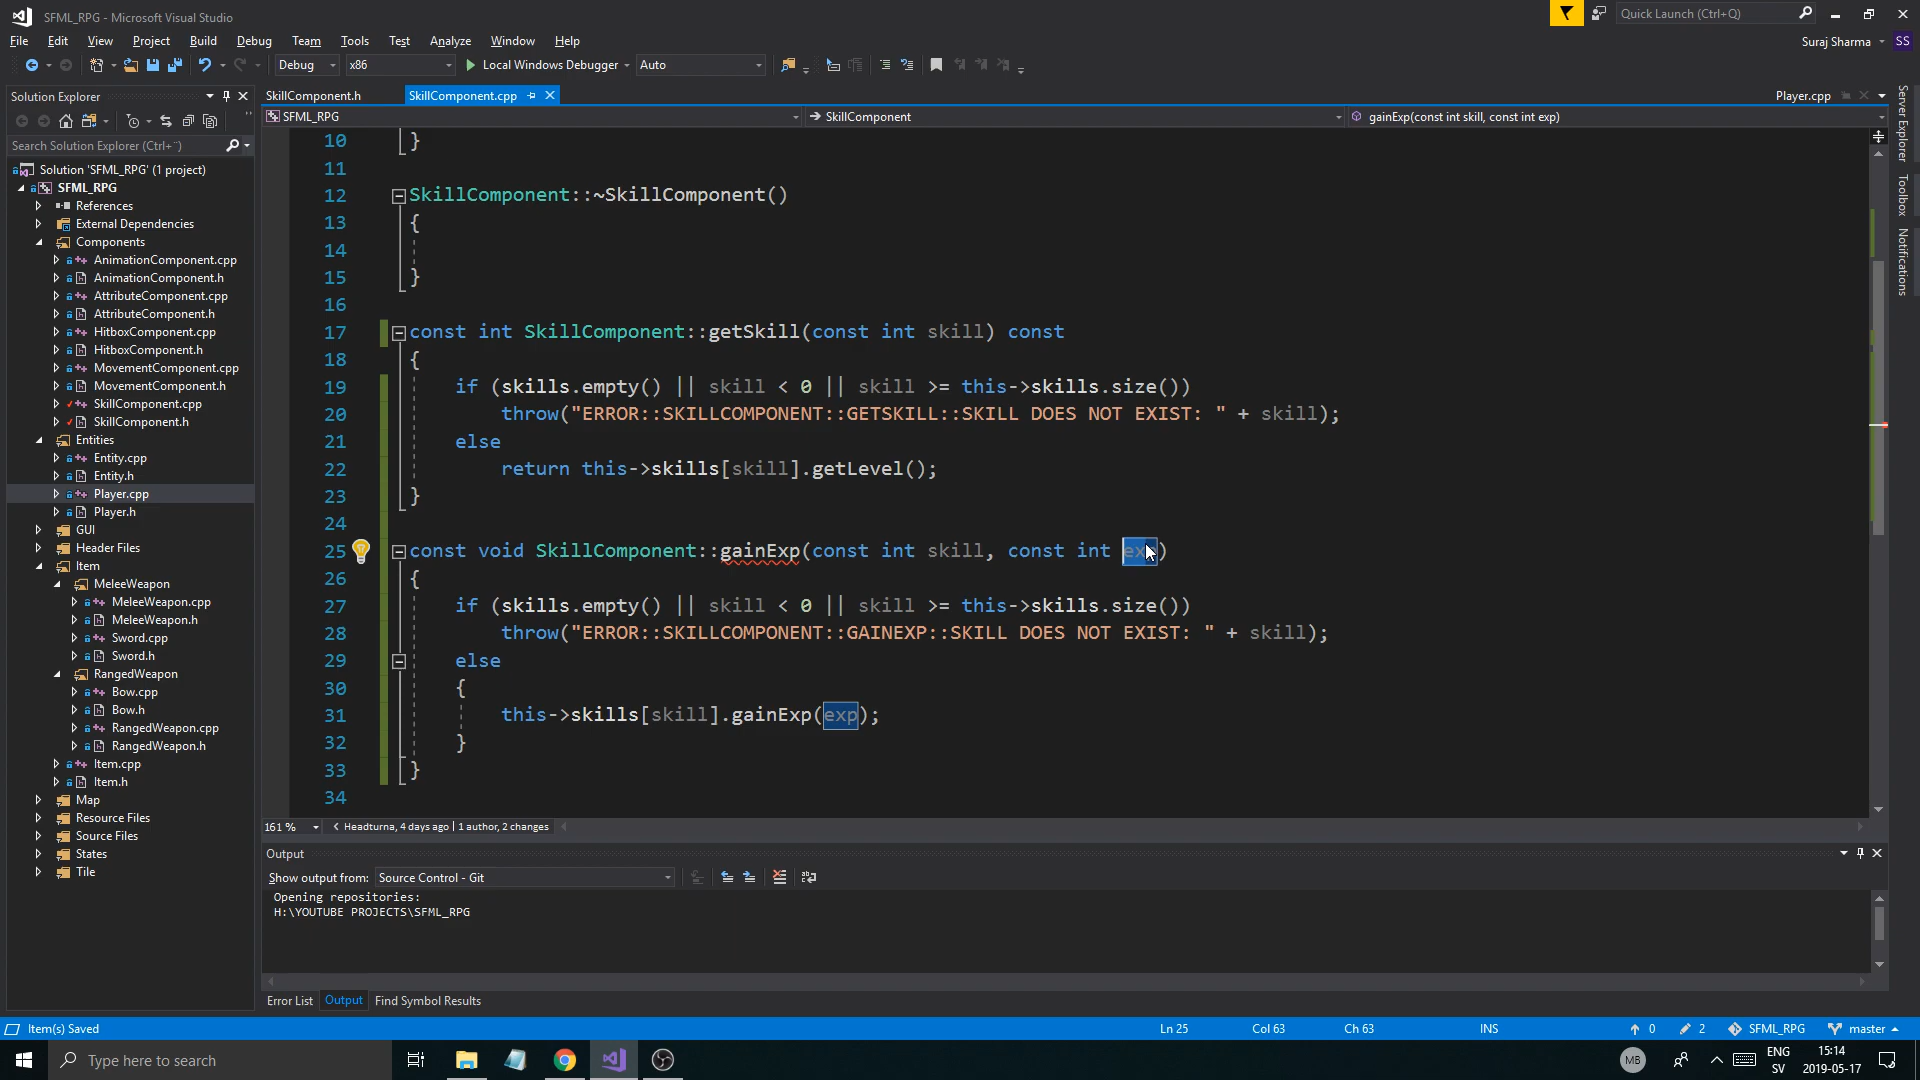 SFML_RPG - Microsoft Visual Studio
Quick Launch (Ctrl+Q)
File Edit View Project Build Debug Team Tools Test Analyze Window Help
Suraj Sharma SS
Debug x86 Local Windows Debugger Auto
Solution Explorer
SkillComponent.h SkillComponent.cpp Player.cpp
SFML_RPG SkillComponent gainExp(const int skill, const int exp)
Search Solution Explorer (Ctrl+¨)
Solution 'SFML_RPG' (1 project)
SFML_RPG
References
External Dependencies
Components
AnimationComponent.cpp
AnimationComponent.h
AttributeComponent.cpp
AttributeComponent.h
HitboxComponent.cpp
HitboxComponent.h
MovementComponent.cpp
MovementComponent.h
SkillComponent.cpp
SkillComponent.h
Entities
Entity.cpp
Entity.h
Player.cpp
Player.h
GUI
Header Files
Item
MeleeWeapon
MeleeWeapon.cpp
MeleeWeapon.h
Sword.cpp
Sword.h
RangedWeapon
Bow.cpp
Bow.h
RangedWeapon.cpp
RangedWeapon.h
Item.cpp
Item.h
Map
Resource Files
Source Files
States
Tile
10 }
11
12 SkillComponent::~SkillComponent()
13 {
14
15 }
16
17 const int SkillComponent::getSkill(const int skill) const
18 {
19 if (skills.empty() || skill < 0 || skill >= this->skills.size())
20 throw("ERROR::SKILLCOMPONENT::GETSKILL::SKILL DOES NOT EXIST: " + skill);
21 else
22 return this->skills[skill].getLevel();
23 }
24
25 const void SkillComponent::gainExp(const int skill, const int exp)
26 {
27 if (skills.empty() || skill < 0 || skill >= this->skills.size())
28 throw("ERROR::SKILLCOMPONENT::GAINEXP::SKILL DOES NOT EXIST: " + skill);
29 else
30 {
31 this->skills[skill].gainExp(exp);
32 }
33 }
34
161 % Headturna, 4 days ago | 1 author, 2 changes
Server Explorer
Toolbox
Notifications
Output
Show output from: Source Control - Git
Opening repositories:
H:\YOUTUBE PROJECTS\SFML_RPG
Error List Output Find Symbol Results
Item(s) Saved Ln 25 Col 63 Ch 63 INS 0 2 SFML_RPG master
Type here to search
MB
ENG
SV
15:14
2019-05-17